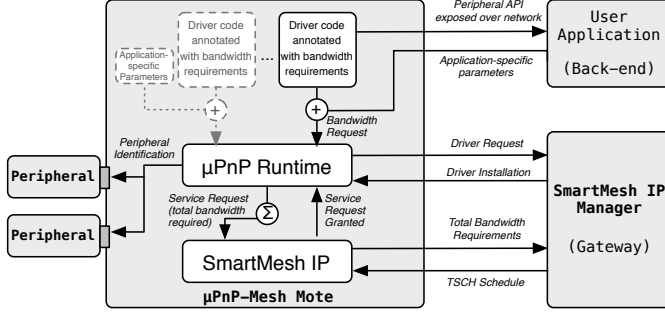 Driver code
annotated
with bandwidth
requirements
...
Driver code
annotated
with bandwidth
requirements
Application-
specific
Parameters
+
+
Peripheral API
exposed over network
Application-specific
parameters
User
Application
(Back-end)
Bandwidth
Request
Peripheral
Identification
µPnP Runtime
Driver Request
Driver Installation
Peripheral
Peripheral
Service Request
(total bandwidth
required)
Σ
Service
Request
Granted
SmartMesh IP
Total Bandwidth
Requirements
TSCH Schedule
SmartMesh IP
Manager
(Gateway)
µPnP-Mesh Mote